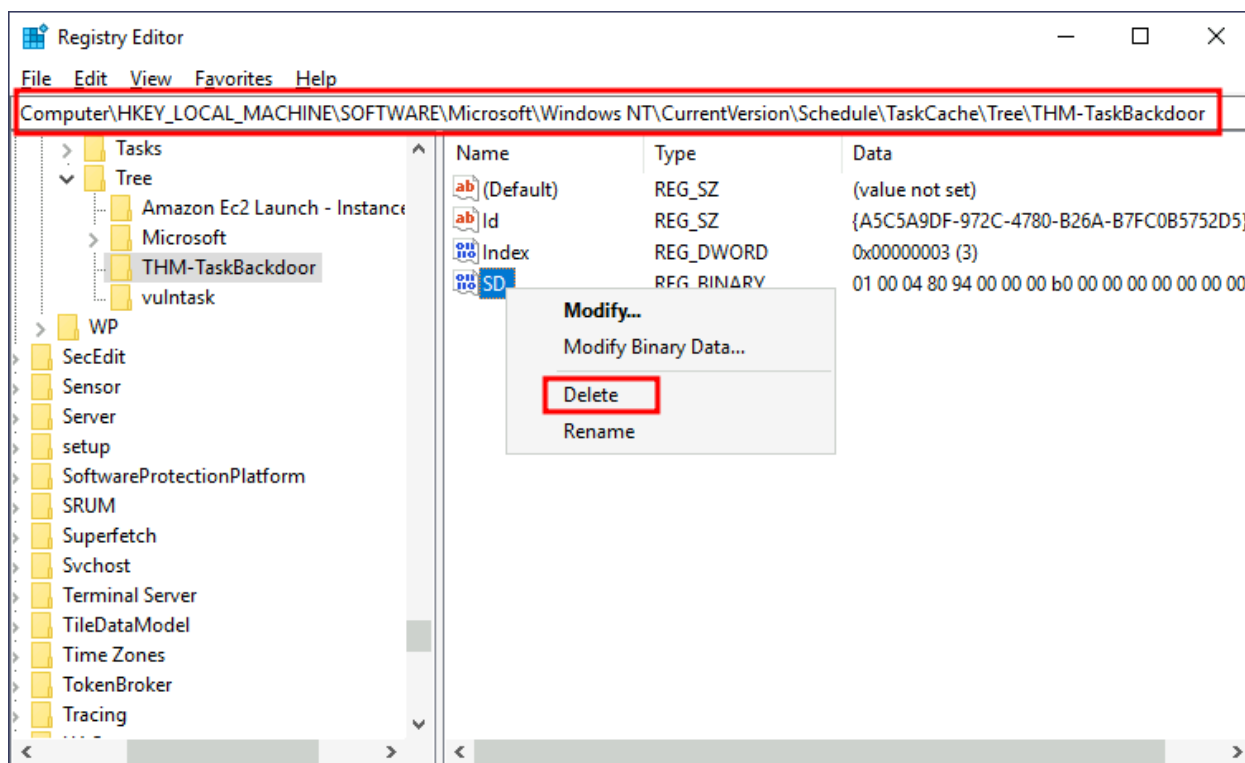 Registry Editor
File Edit View Favorites Help
Computer\HKEY_LOCAL_MACHINE\SOFTWARE\Microsoft\Windows NT\CurrentVersion\Schedule\TaskCache\Tree\THM-TaskBackdoor
Tasks
Tree
Amazon Ec2 Launch - Instance
Microsoft
THM-TaskBackdoor
vulntask
WP
SecEdit
Sensor
Server
setup
SoftwareProtectionPlatform
SRUM
Superfetch
Svchost
Terminal Server
TileDataModel
Time Zones
TokenBroker
Tracing
Name Type Data
(Default) REG_SZ (value not set)
Id REG_SZ {A5C5A9DF-972C-4780-B26A-B7FC0B5752D5}
Index REG_DWORD 0x00000003 (3)
SD REG_BINARY 01 00 04 80 94 00 00 00 b0 00 00 00 00 00 00 00
Modify...
Modify Binary Data...
Delete
Rename